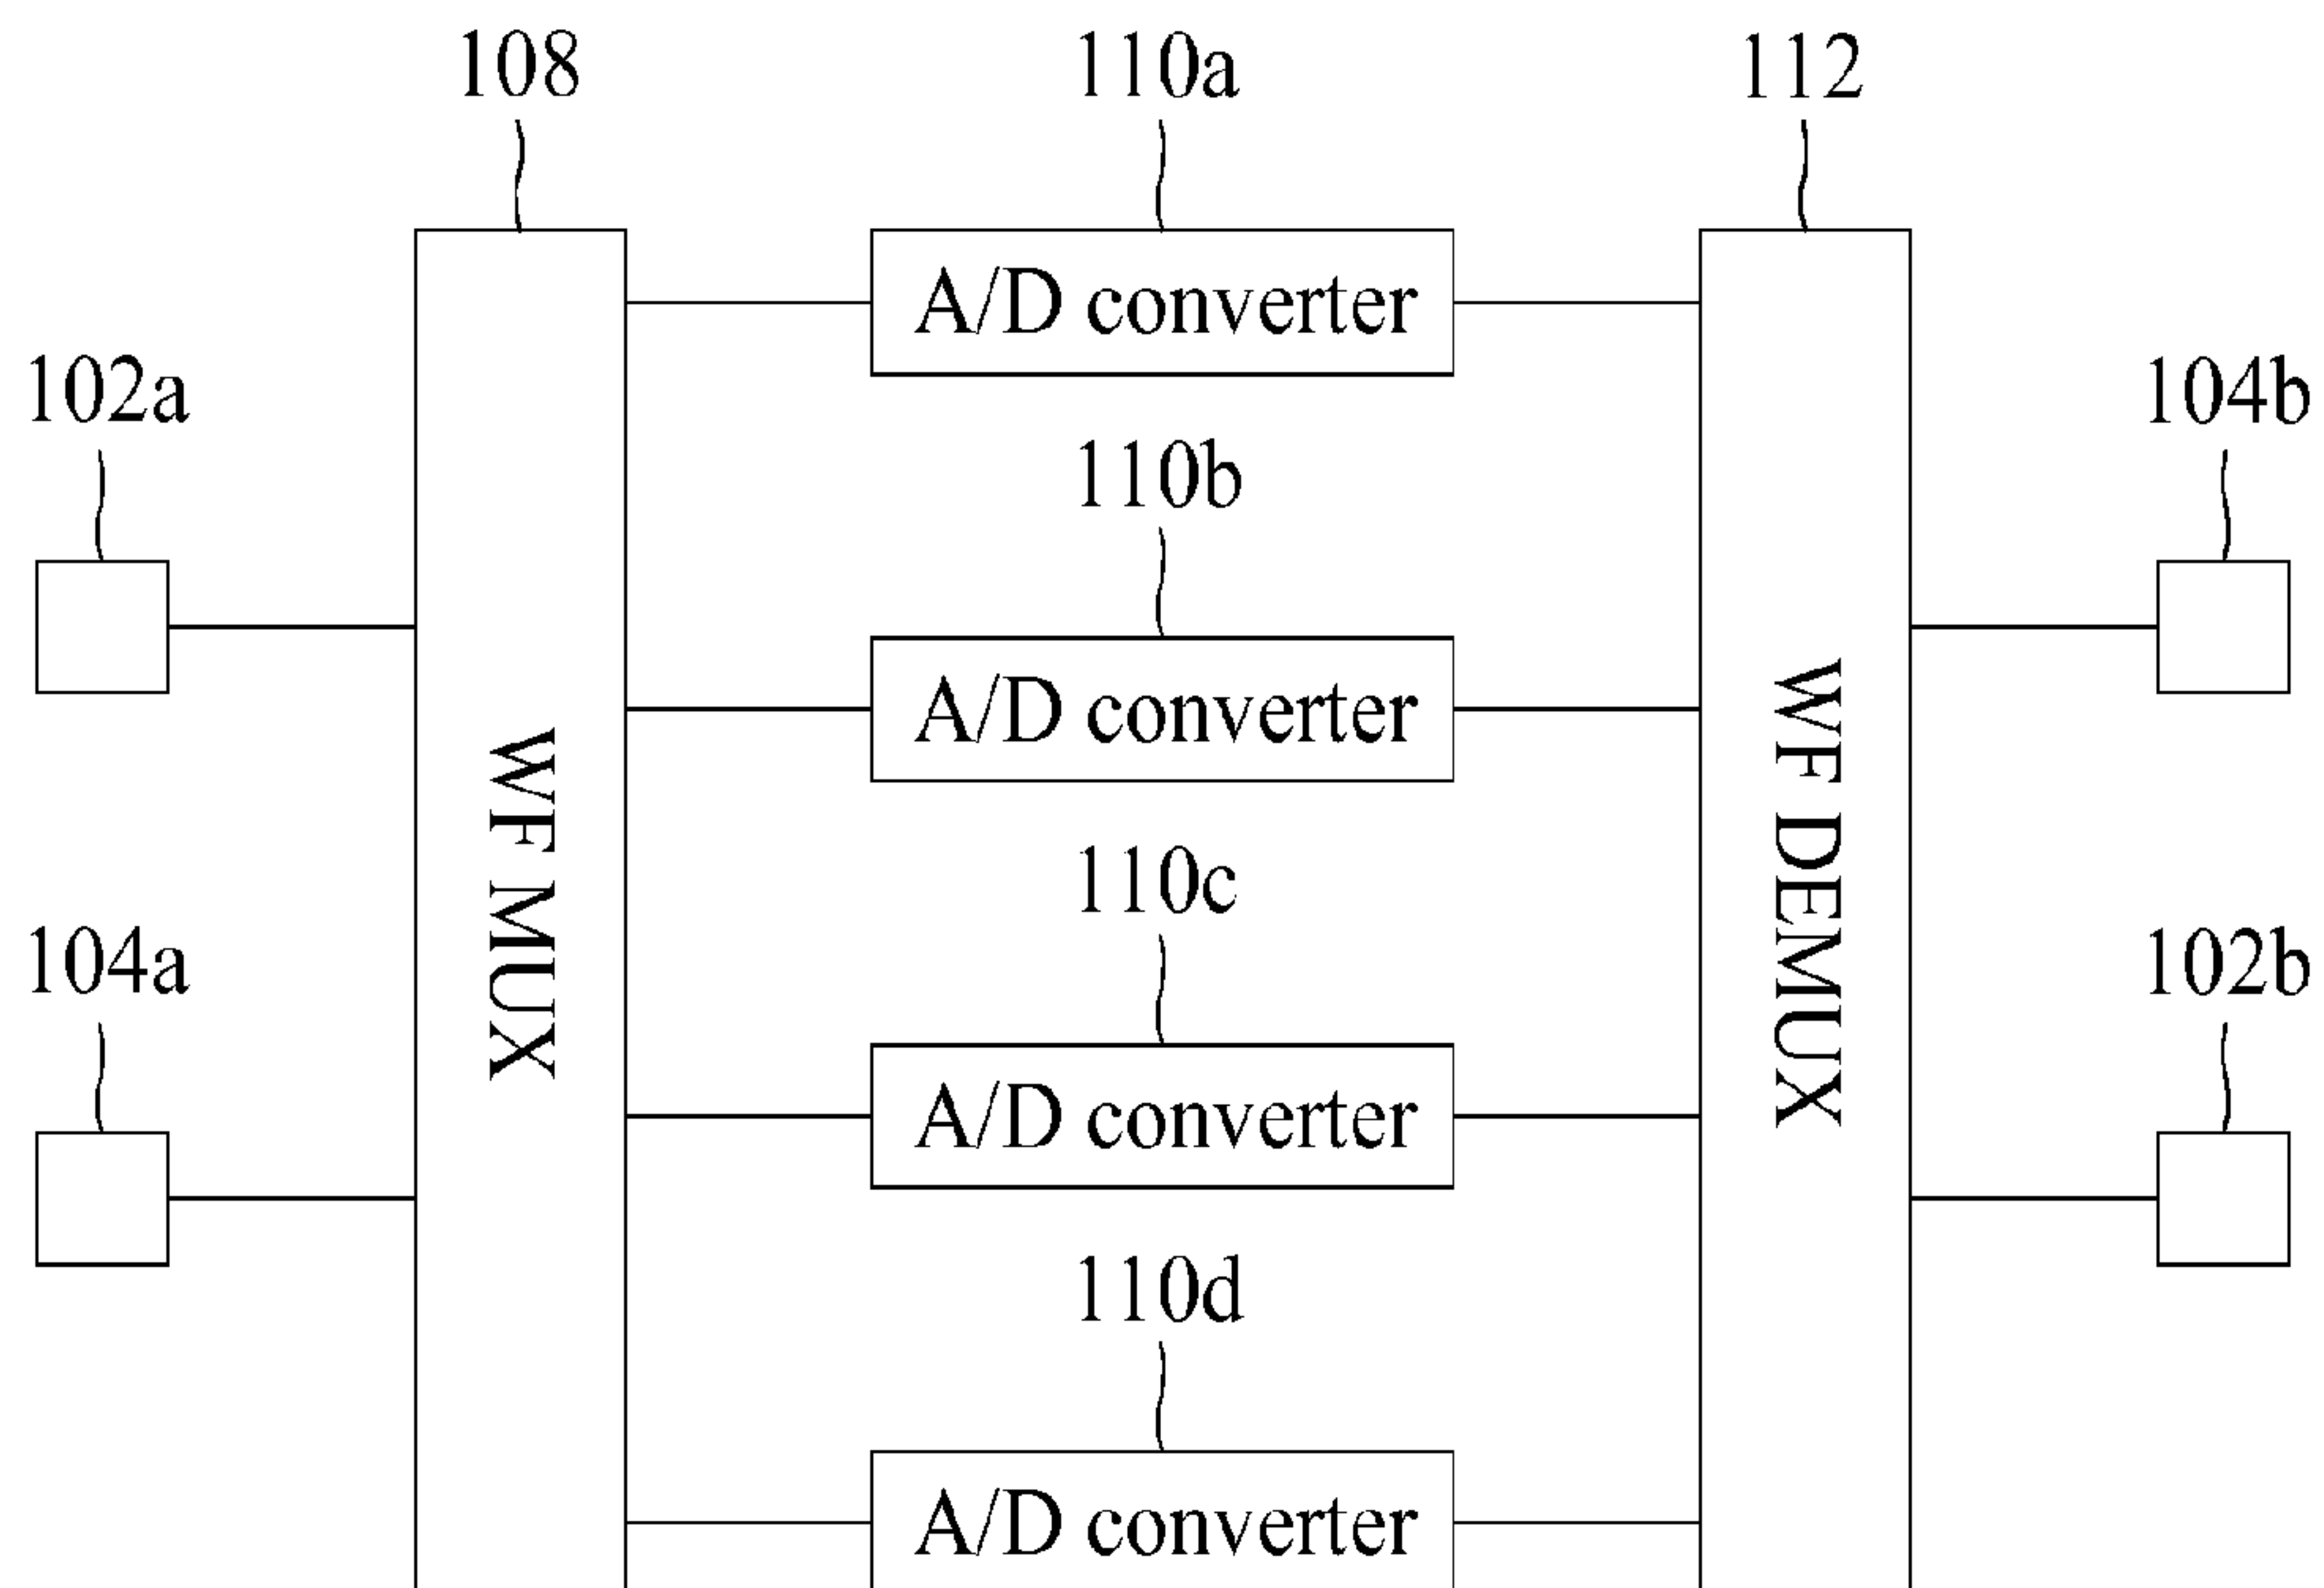 108
110a
112
A/D converter
102a
104b
110b
A/D converter
WF MUX
WF DEMUX
110c
104a
102b
A/D converter
110d
A/D converter